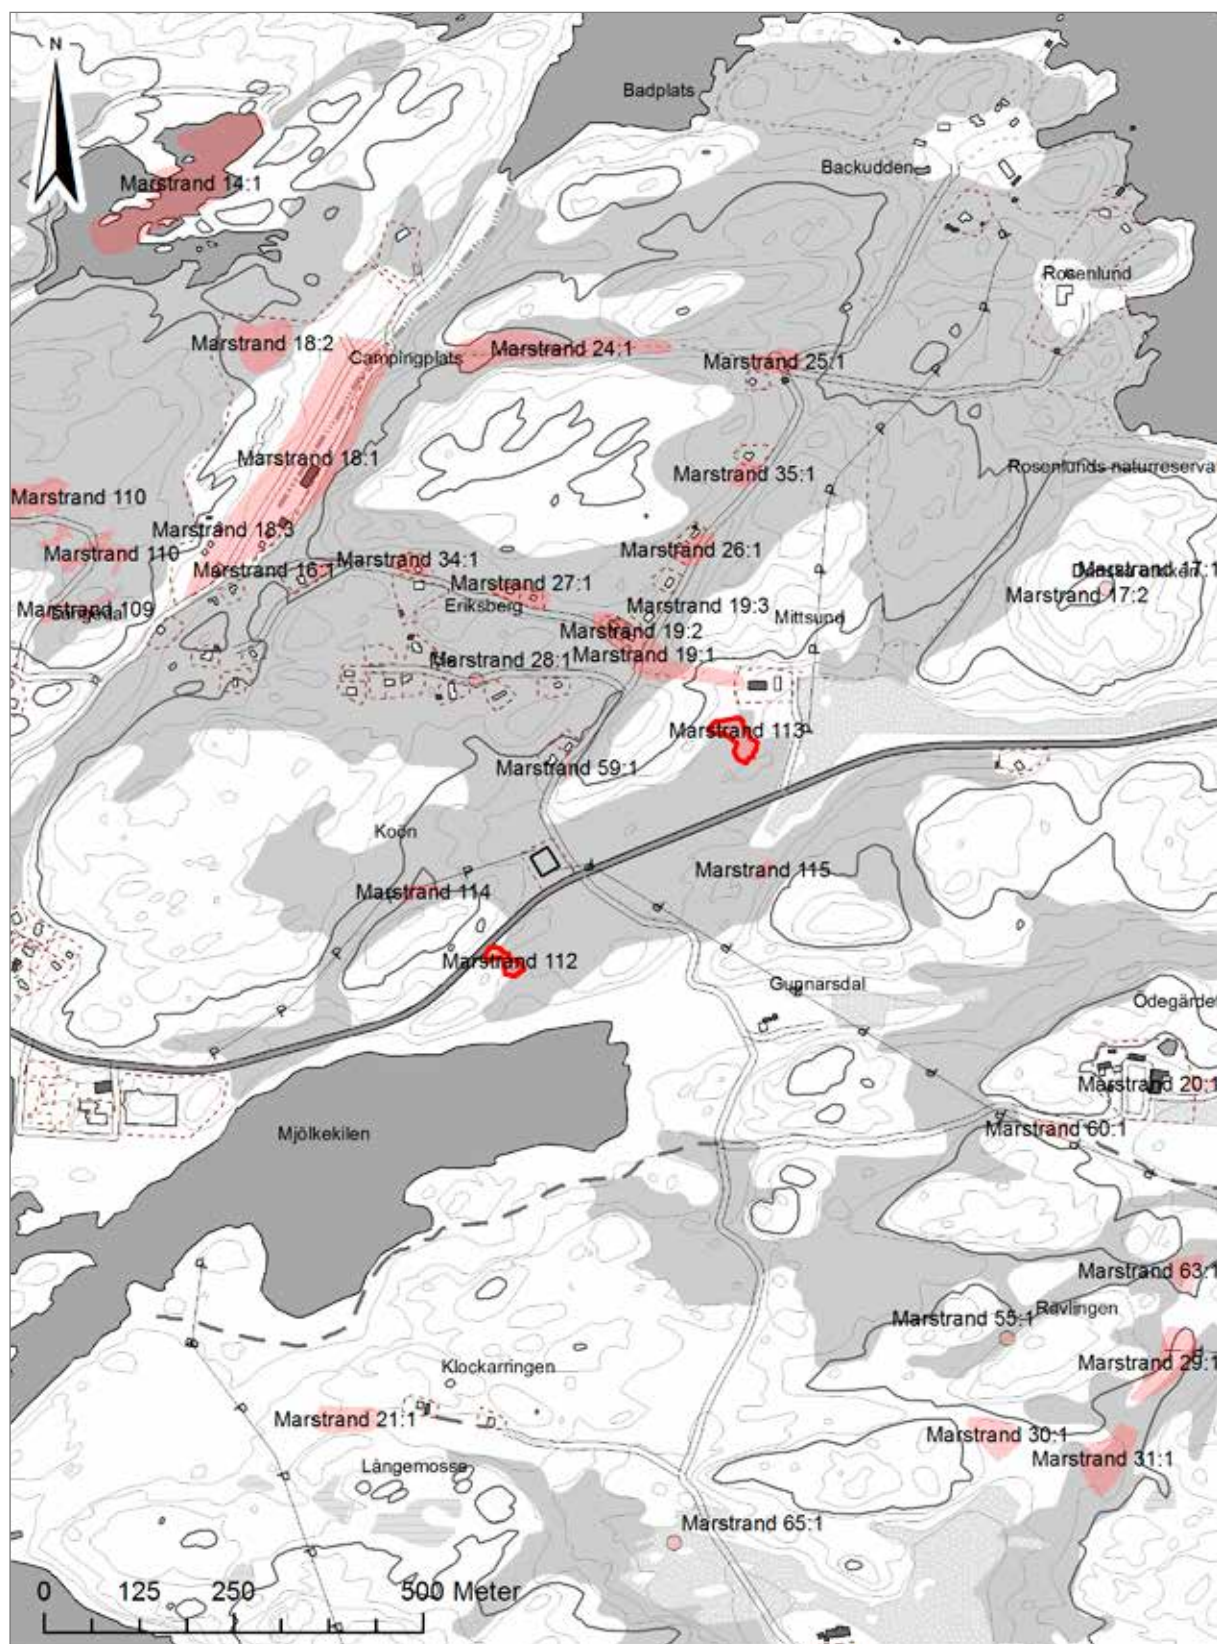 N
Badplats
Backudden
Marstrand 14:1
Rosenlund
Marstrand 18:2
Campingplats
Marstrand 24:1
Marstrand 25:1
Marstrand 18:1
Marstrand 35:1
Rosenlunds naturreserva
Marstrand 110
Marstrand 18:3
Marstrand 110
Marstrand 26:1
Marstrand 34:1
Marstrand 16:1
Marstrand 27:1
Marstrand 17:1
Marstrand 17:2
Marstrand 109
Eriksberg
Marstrand 19:3
Mittsund
Marstrand 19:2
Marstrand 19:1
Marstrand 28:1
Marstrand 113
Marstrand 59:1
Koön
Marstrand 114
Marstrand 115
Marstrand 112
Gunnarsdal
Ödegärdet
Marstrand 20:1
Marstrand 60:1
Mjölkekilen
Marstrand 63:1
Rävlingen
Marstrand 55:1
Marstrand 29:1
Klockarringen
Marstrand 21:1
Marstrand 30:1
Marstrand 31:1
Långemosse
Marstrand 65:1
0 125 250 500 Meter